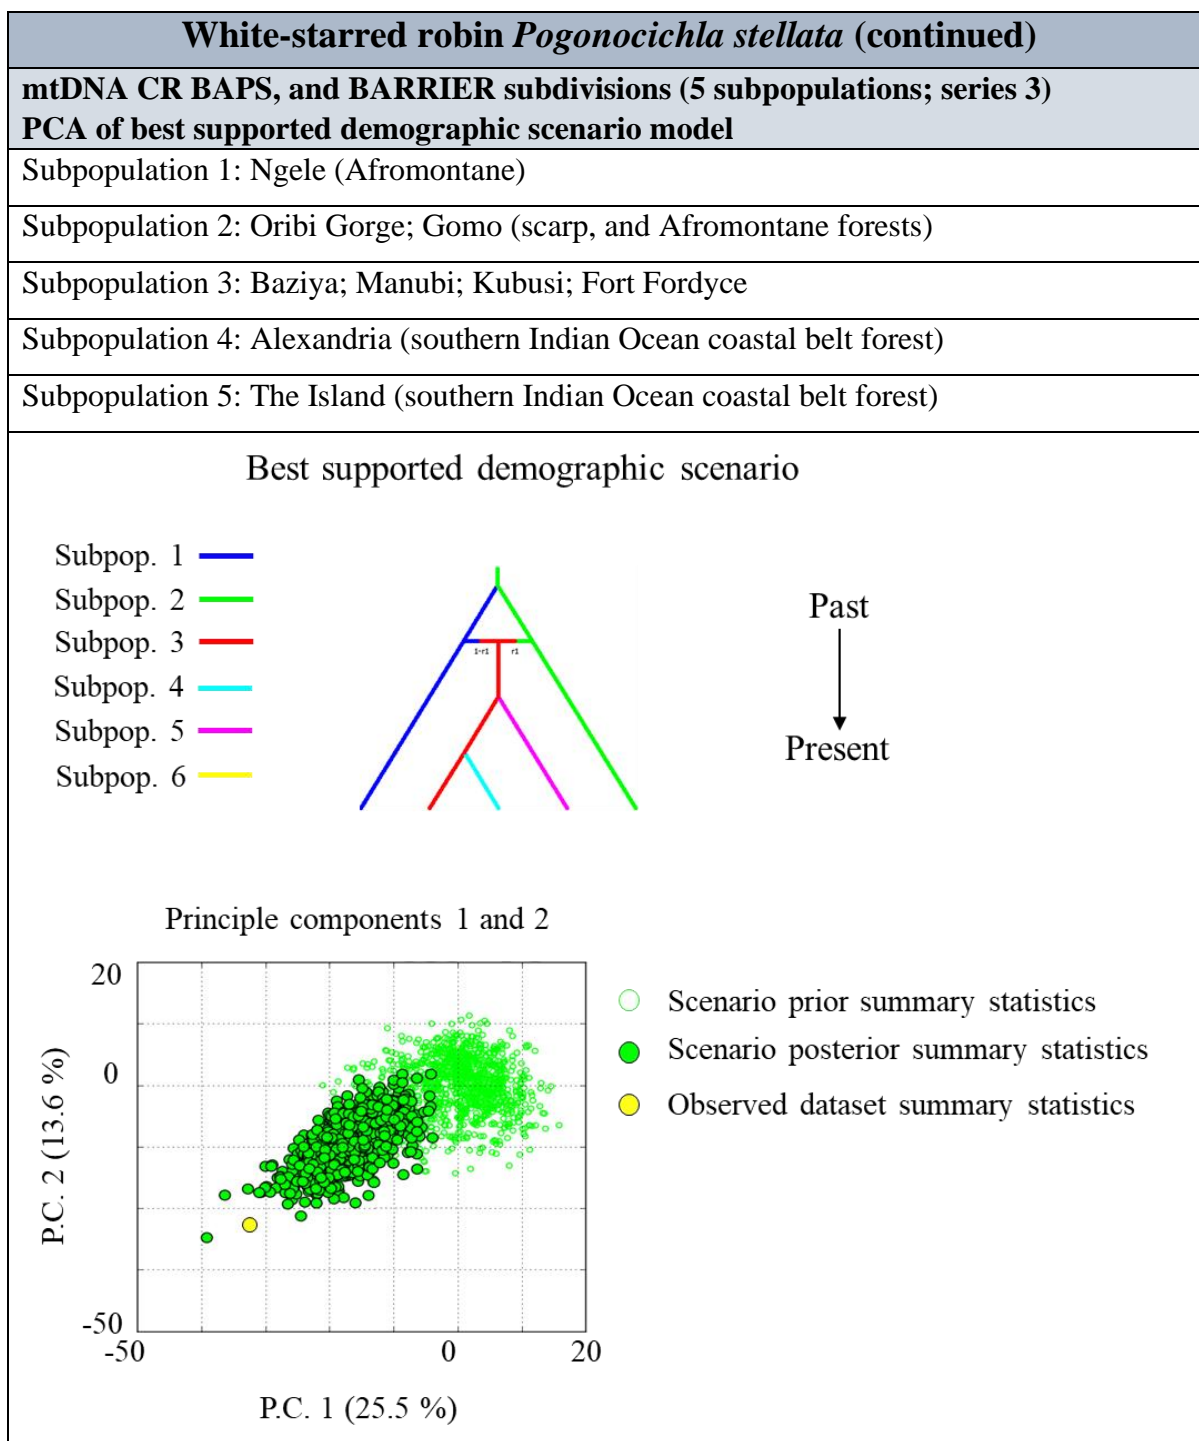 White-starred robin Pogonocichla stellata (continued)
mtDNA CR BAPS, and BARRIER subdivisions (5 subpopulations; series 3)
PCA of best supported demographic scenario model
Subpopulation 1: Ngele (Afromontane)
Subpopulation 2: Oribi Gorge; Gomo (scarp, and Afromontane forests)
Subpopulation 3: Baziya; Manubi; Kubusi; Fort Fordyce
Subpopulation 4: Alexandria (southern Indian Ocean coastal belt forest)
Subpopulation 5: The Island (southern Indian Ocean coastal belt forest)
Best supported demographic scenario
Subpop. 1
Subpop. 2
Subpop. 3
Subpop. 4
Subpop. 5
Subpop. 6
1-r1 r1
Past
Present
Principle components 1 and 2
20
0
-50
P.C. 2 (13.6 %)
-50 0 20
P.C. 1 (25.5 %)
Scenario prior summary statistics
Scenario posterior summary statistics
Observed dataset summary statistics